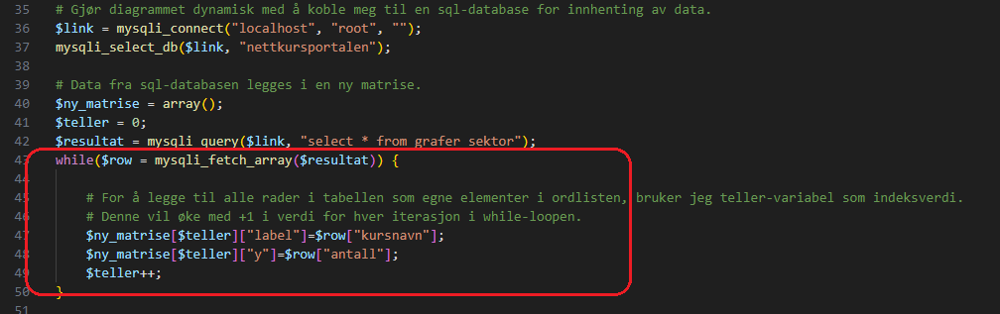 35 # Gjør diagrammet dynamisk med å koble meg til en sql-database for innhenting av data.
36 $link = mysqli_connect("localhost", "root", "");
37 mysqli_select_db($link, "nettkursportalen");
38
39 # Data fra sql-databasen legges i en ny matrise.
40 $ny_matrise = array();
41 $teller = 0;
42 $resultat = mysqli_query($link, "select * from grafer_sektor");
43 while($row = mysqli_fetch_array($resultat)) {
44
45 # For å legge til alle rader i tabellen som egne elementer i ordlisten, bruker jeg teller-variabel som indeksverdi.
46 # Denne vil øke med +1 i verdi for hver iterasjon i while-loopen.
47 $ny_matrise[$teller]["label"]=$row["kursnavn"];
48 $ny_matrise[$teller]["y"]=$row["antall"];
49 $teller++;
50 }
51